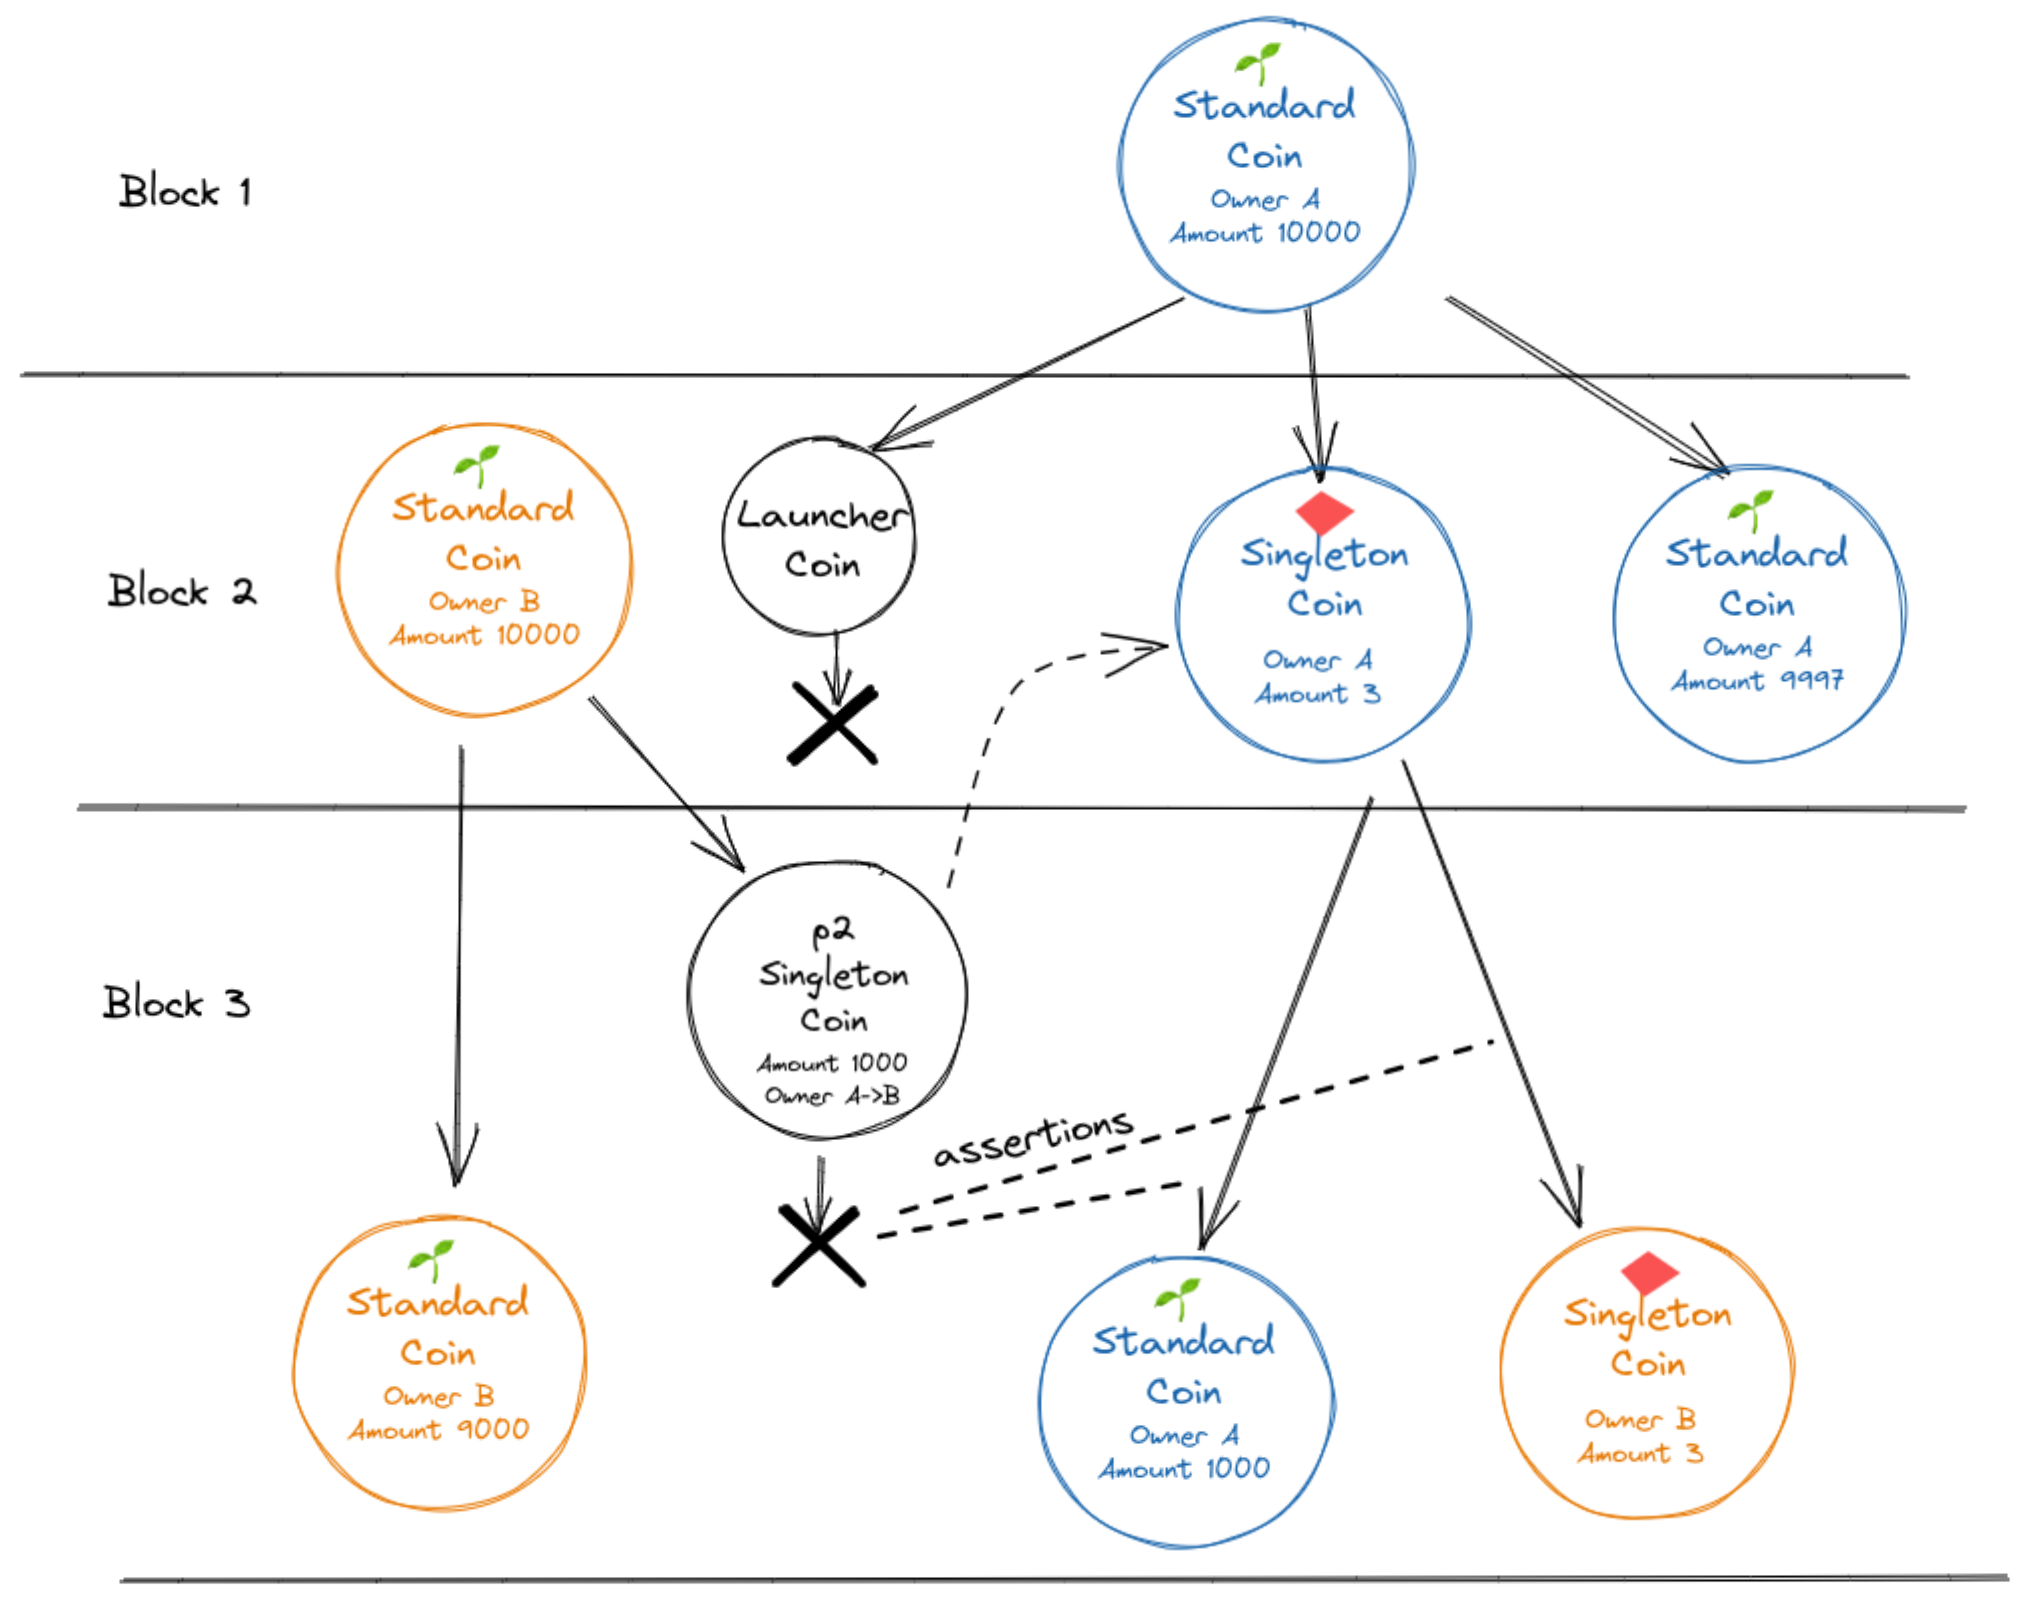 Standard
Coin
Owner A
Amount 10000
Block 1
Standard
Coin
Owner B
Amount 10000
Launcher
Coin
Singleton
Coin
Owner A
Amount 3
Standard
Coin
Owner A
Amount 9997
Block 2
p2
Singleton
Coin
Amount 1000
Owner A->B
Block 3
assertions
Standard
Coin
Owner B
Amount 9000
Standard
Coin
Owner A
Amount 1000
Singleton
Coin
Owner B
Amount 3